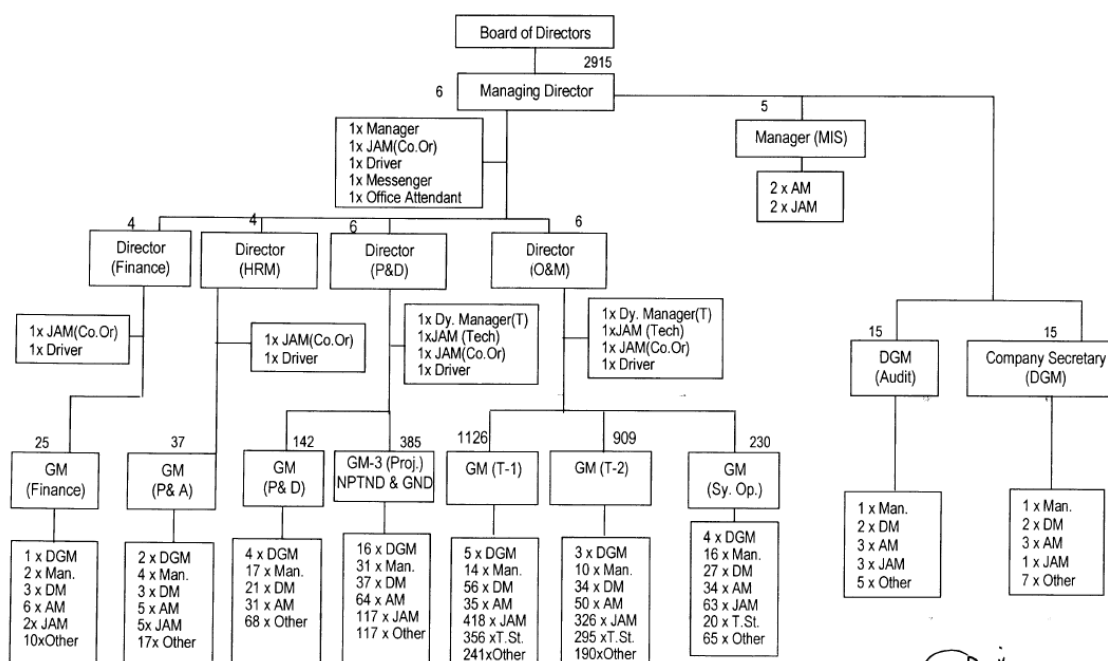 Board of Directors
2915
6
Managing Director
5
Manager (MIS)
1x Manager
1x JAM(Co.Or)
1x Driver
1x Messenger
1x Office Attendant
2 x AM
2 x JAM
4
Director
(Finance)
4
Director
(HRM)
6
Director
(P&D)
6
Director
(O&M)
1x JAM(Co.Or)
1x Driver
1x JAM(Co.Or)
1x Driver
1x Dy. Manager(T)
1xJAM (Tech)
1x JAM(Co.Or)
1x Driver
1x Dy. Manager(T)
1xJAM (Tech)
1x JAM(Co.Or)
1x Driver
15
DGM
(Audit)
15
Company Secretary
(DGM)
25
GM
(Finance)
37
GM
(P& A)
142
GM
(P& D)
385
GM-3 (Proj.)
NPTND & GND
1126
GM (T-1)
909
GM (T-2)
230
GM
(Sy. Op.)
1 x DGM
2 x Man.
3 x DM
6 x AM
2x JAM
10xOther
2 x DGM
4 x Man.
3 x DM
5 x AM
5x JAM
17x Other
4 x DGM
17 x Man.
21 x DM
31 x AM
68 x Other
16 x DGM
31 x Man.
37 x DM
64 x AM
117 x JAM
117 x Other
5 x DGM
14 x Man.
56 x DM
35 x AM
418 x JAM
356 xT.St.
241xOther
3 x DGM
10 x Man.
34 x DM
50 x AM
326 x JAM
295 x T.St.
190xOther
4 x DGM
16 x Man.
27 x DM
34 x AM
63 x JAM
20 x T.St.
65 x Other
1 x Man.
2 x DM
3 x AM
3 x JAM
5 x Other
1 x Man.
2 x DM
3 x AM
1 x JAM
7 x Other